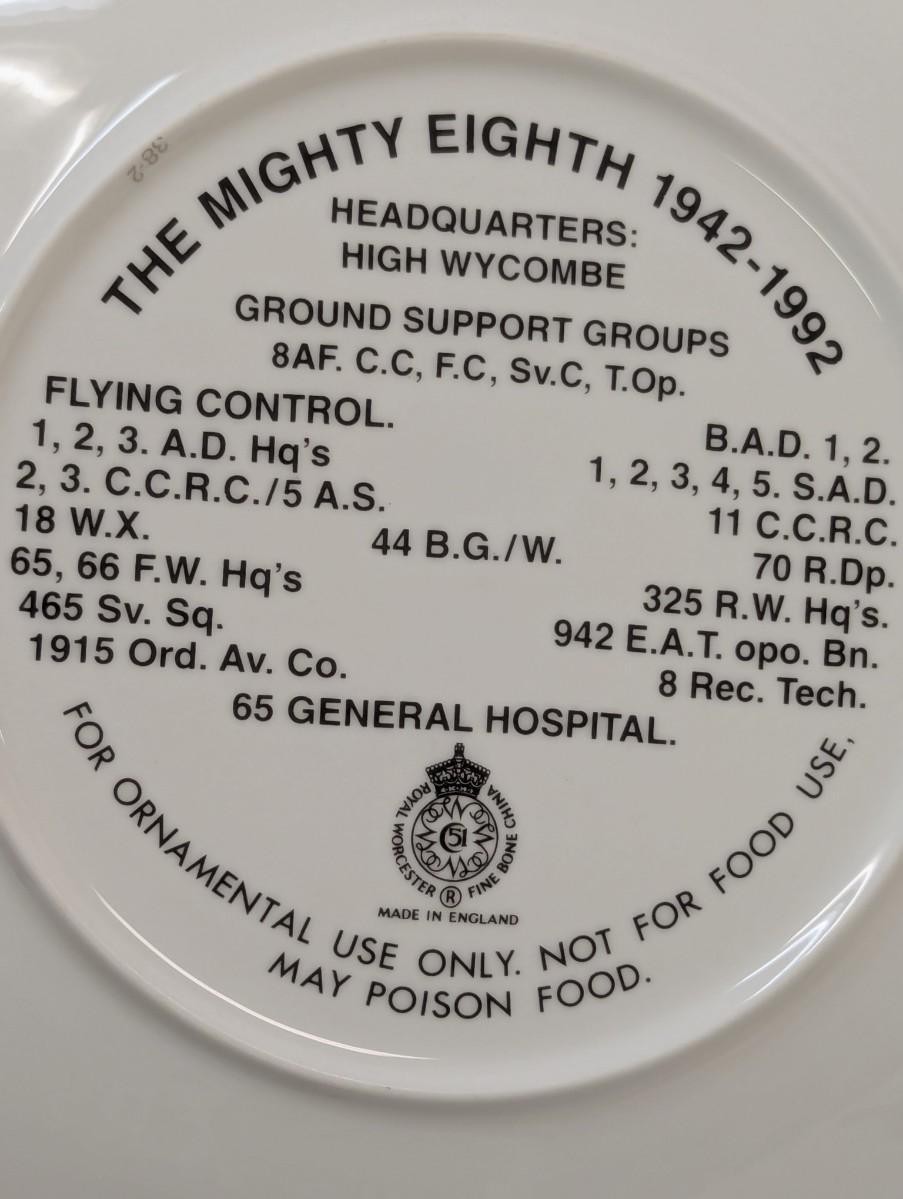 THE MIGHTY EIGHTH 1942-1992
38-2
HEADQUARTERS:
HIGH WYCOMBE
GROUND SUPPORT GROUPS
8AF. C.C, F.C, Sv.C, T.Op.
FLYING CONTROL.
B.A.D. 1, 2.
1, 2, 3. A.D. Hq's
1, 2, 3, 4, 5. S.A.D.
2, 3. C.C.R.C./5 A.S.
11 C.C.R.C.
18 W.X.
44 B.G./W.
70 R.Dp.
65, 66 F.W. Hq's
325 R.W. Hq's.
465 Sv. Sq.
942 E.A.T. opo. Bn.
1915 Ord. Av. Co.
8 Rec. Tech.
65 GENERAL HOSPITAL.
ROYAL WORCESTER ® FINE BONE CHINA
51
MADE IN ENGLAND
FOR ORNAMENTAL USE ONLY. NOT FOR FOOD USE,
MAY POISON FOOD.